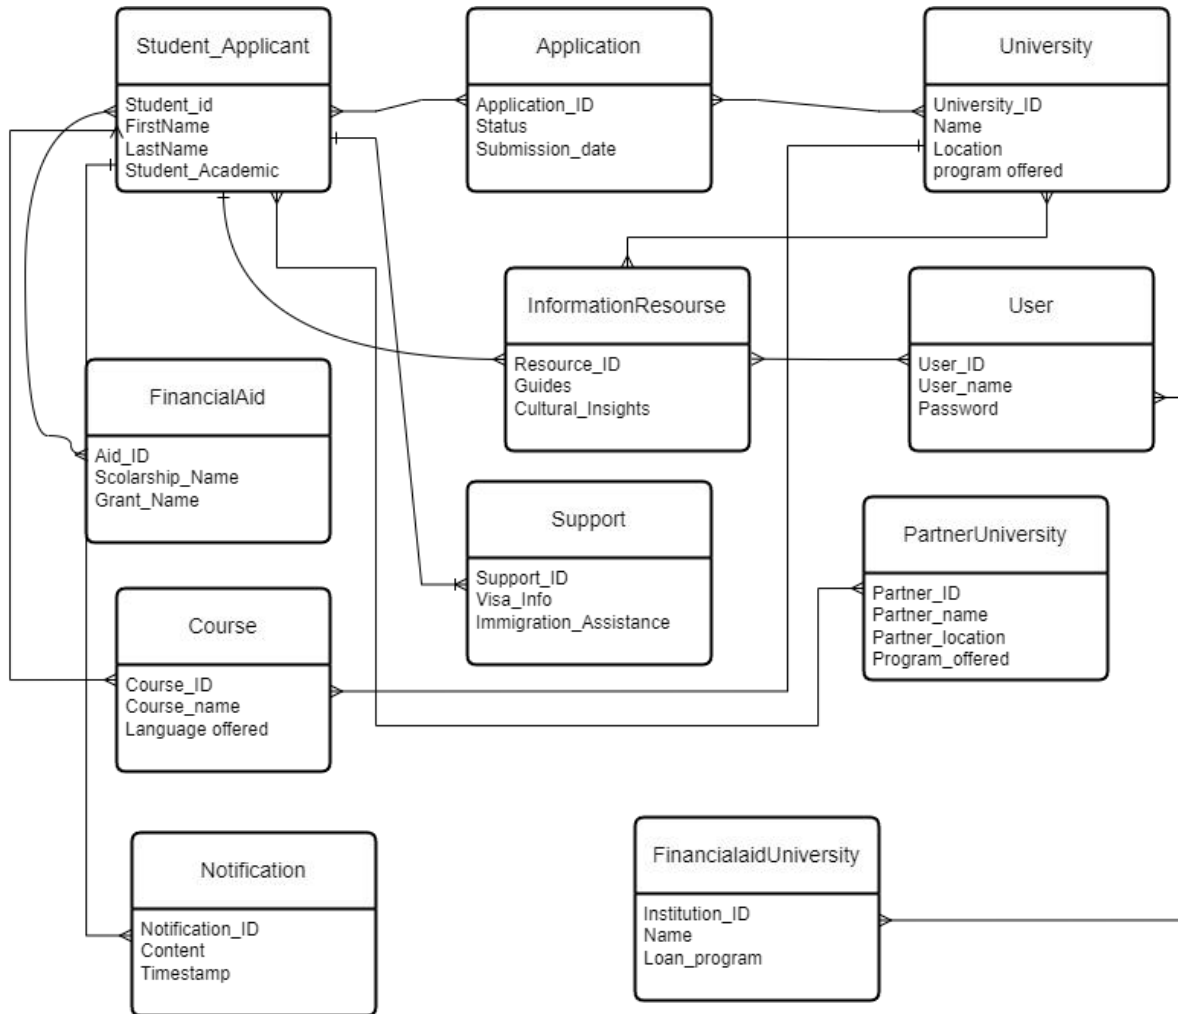 Student_Applicant
Student_id
FirstName
LastName
Student_Academic
Application
Application_ID
Status
Submission_date
University
University_ID
Name
Location
program offered
InformationResourse
Resource_ID
Guides
Cultural_Insights
User
User_ID
User_name
Password
FinancialAid
Aid_ID
Scolarship_Name
Grant_Name
Support
Support_ID
Visa_Info
Immigration_Assistance
PartnerUniversity
Partner_ID
Partner_name
Partner_location
Program_offered
Course
Course_ID
Course_name
Language offered
Notification
Notification_ID
Content
Timestamp
FinancialaidUniversity
Institution_ID
Name
Loan_program